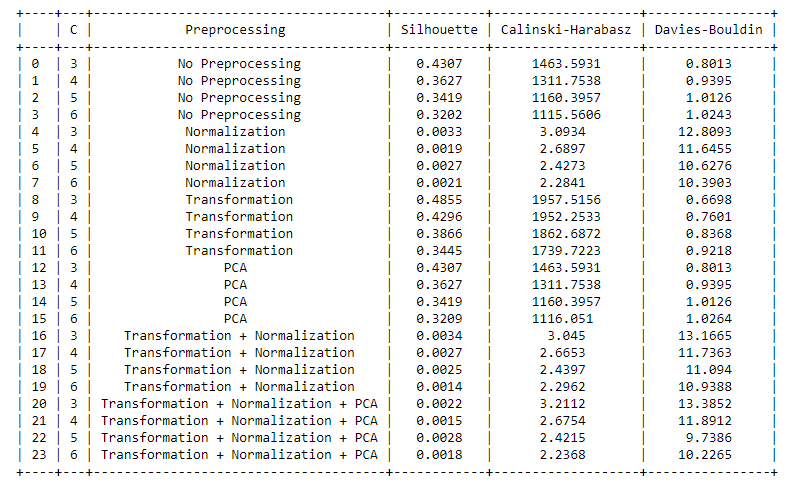 C | Preprocessing | Silhouette | Calinski-Harabasz | Davies-Bouldin
0 | 3 | No Preprocessing | 0.4307 | 1463.5931 | 0.8013
1 | 4 | No Preprocessing | 0.3627 | 1311.7538 | 0.9395
2 | 5 | No Preprocessing | 0.3419 | 1160.3957 | 1.0126
3 | 6 | No Preprocessing | 0.3202 | 1115.5606 | 1.0243
4 | 3 | Normalization | 0.0033 | 3.0934 | 12.8093
5 | 4 | Normalization | 0.0019 | 2.6897 | 11.6455
6 | 5 | Normalization | 0.0027 | 2.4273 | 10.6276
7 | 6 | Normalization | 0.0021 | 2.2841 | 10.3903
8 | 3 | Transformation | 0.4855 | 1957.5156 | 0.6698
9 | 4 | Transformation | 0.4296 | 1952.2533 | 0.7601
10 | 5 | Transformation | 0.3866 | 1862.6872 | 0.8368
11 | 6 | Transformation | 0.3445 | 1739.7223 | 0.9218
12 | 3 | PCA | 0.4307 | 1463.5931 | 0.8013
13 | 4 | PCA | 0.3627 | 1311.7538 | 0.9395
14 | 5 | PCA | 0.3419 | 1160.3957 | 1.0126
15 | 6 | PCA | 0.3209 | 1116.051 | 1.0264
16 | 3 | Transformation + Normalization | 0.0034 | 3.045 | 13.1665
17 | 4 | Transformation + Normalization | 0.0027 | 2.6653 | 11.7363
18 | 5 | Transformation + Normalization | 0.0025 | 2.4397 | 11.094
19 | 6 | Transformation + Normalization | 0.0014 | 2.2962 | 10.9388
20 | 3 | Transformation + Normalization + PCA | 0.0022 | 3.2112 | 13.3852
21 | 4 | Transformation + Normalization + PCA | 0.0015 | 2.6754 | 11.8912
22 | 5 | Transformation + Normalization + PCA | 0.0028 | 2.4215 | 9.7386
23 | 6 | Transformation + Normalization + PCA | 0.0018 | 2.2368 | 10.2265